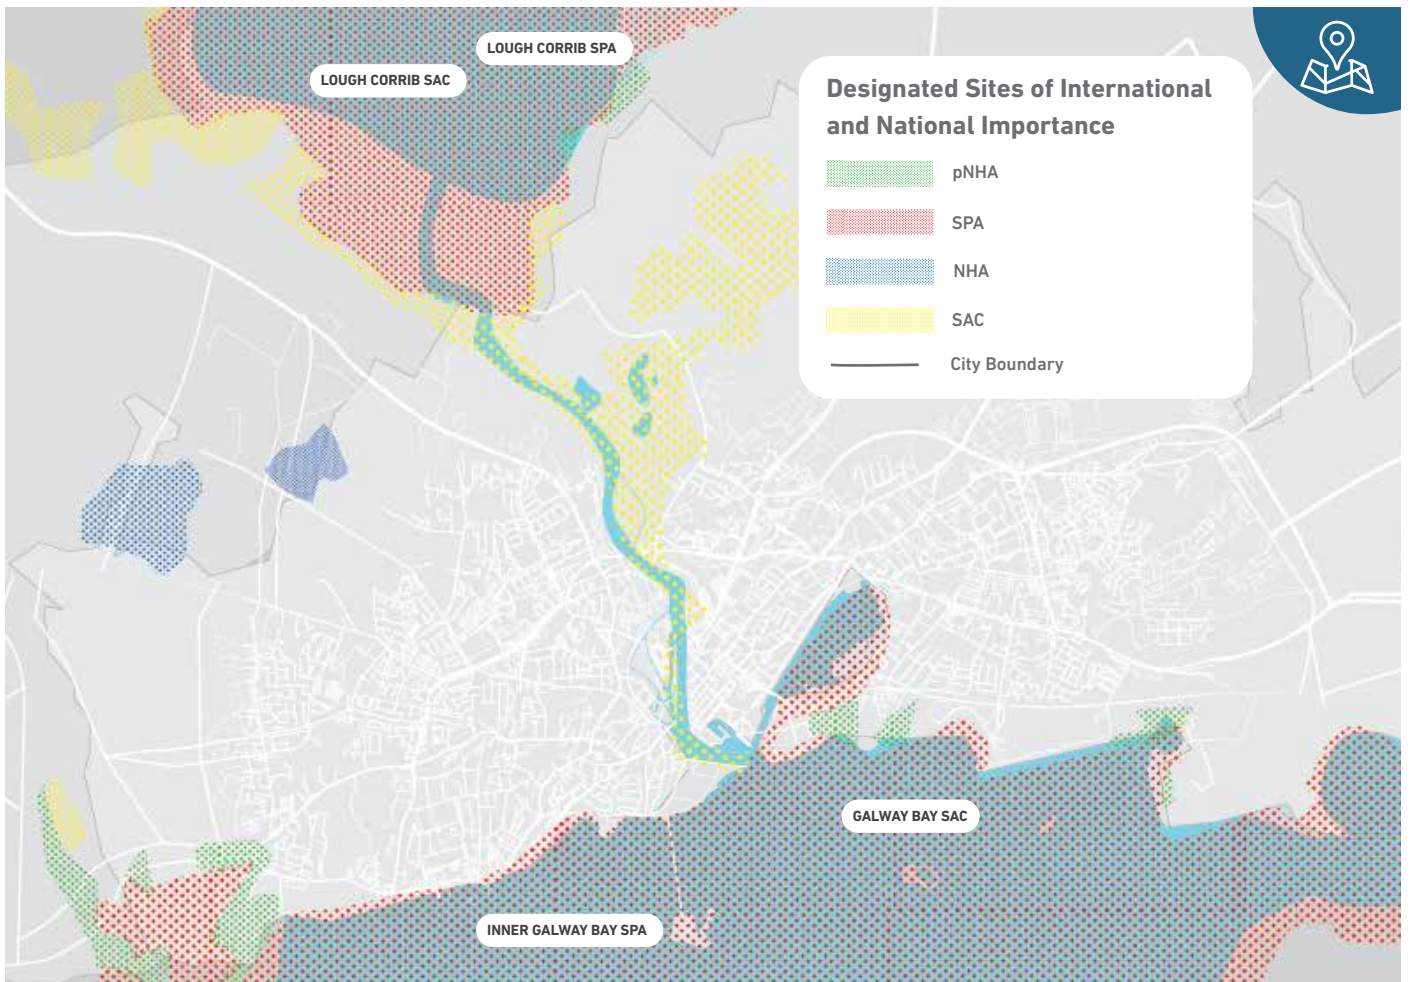 LOUGH CORRIB SPA
LOUGH CORRIB SAC
Designated Sites of International
and National Importance
pNHA
SPA
NHA
SAC
City Boundary
GALWAY BAY SAC
INNER GALWAY BAY SPA